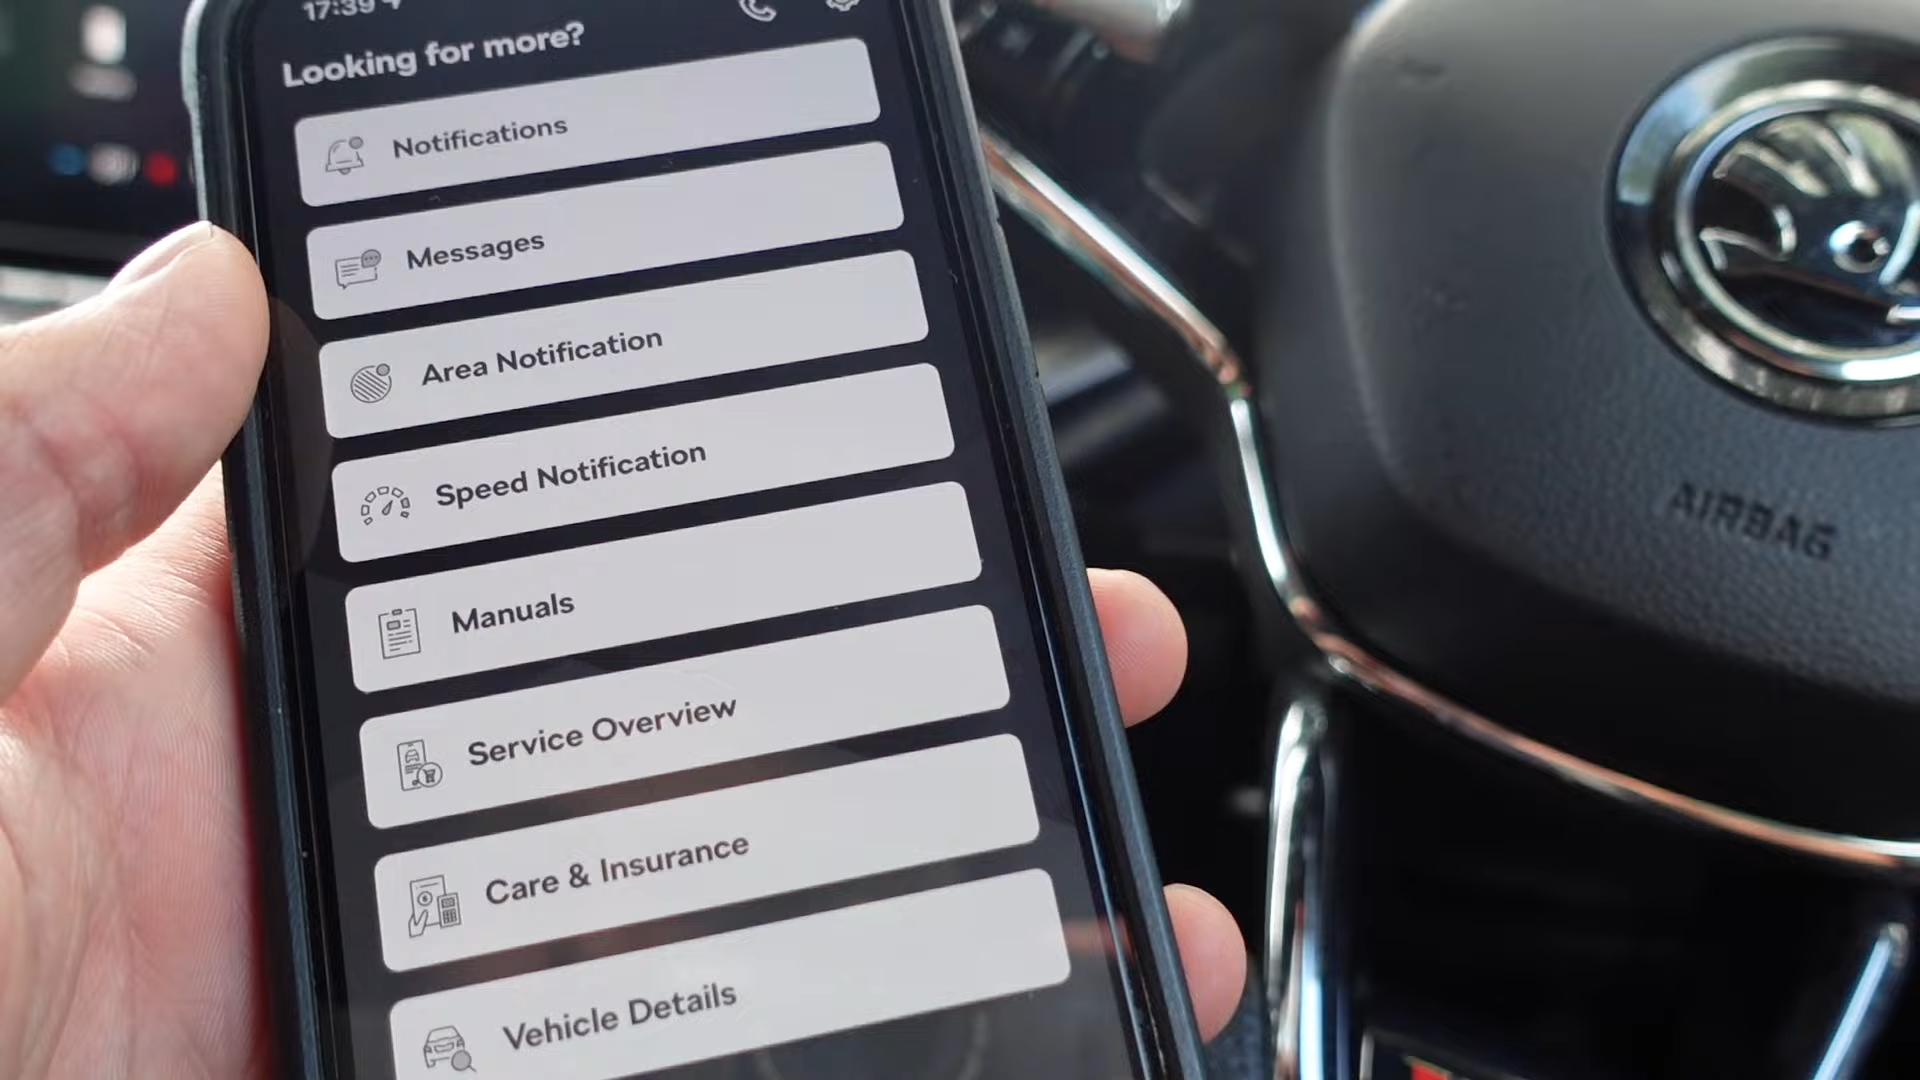 17:39
Looking for more?
Notifications
Messages
Area Notification
Speed Notification
Manuals
Service Overview
Care & Insurance
Vehicle Details
AIRBAG